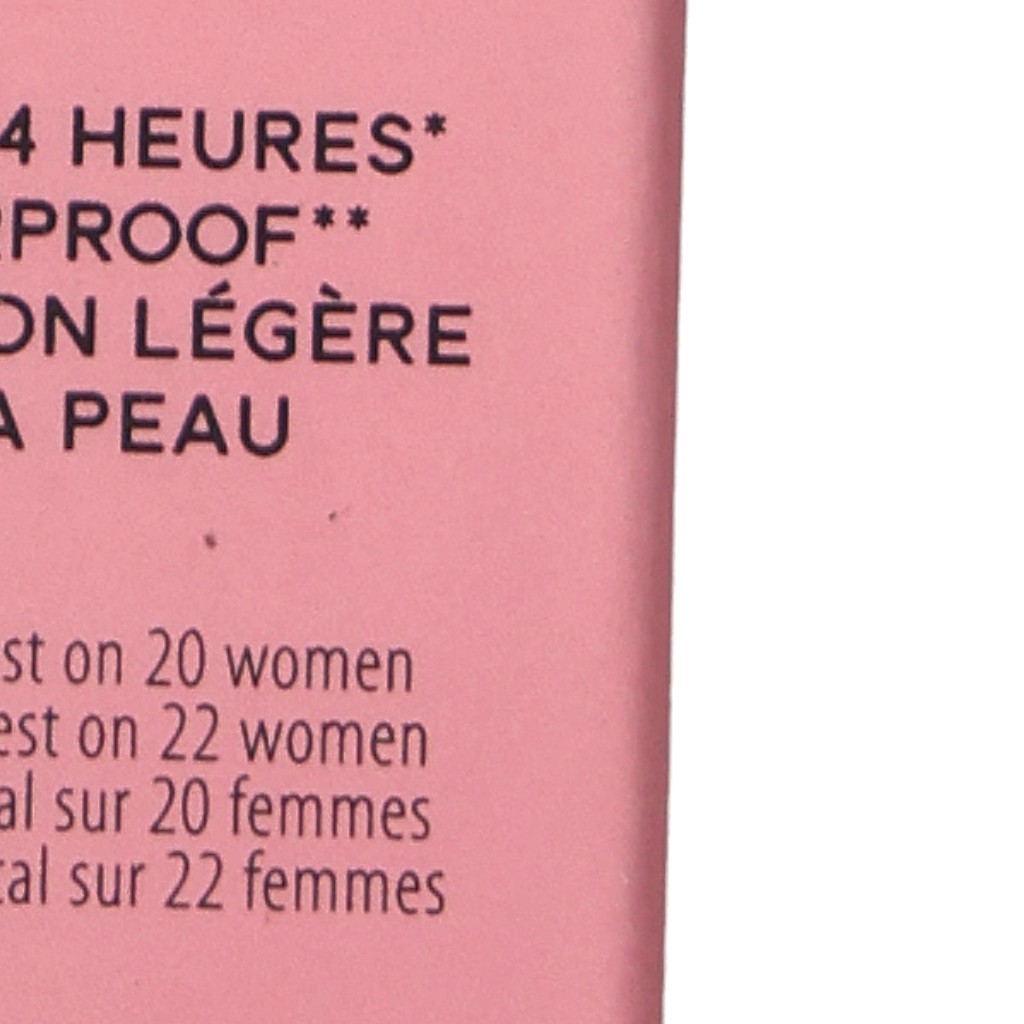 4 HEURES*
RPROOF**
ON LÉGÈRE
A PEAU
st on 20 women
est on 22 women
al sur 20 femmes
cal sur 22 femmes